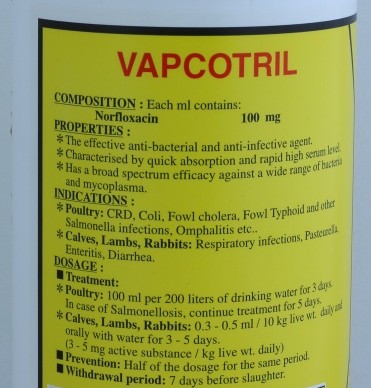 VAPCOTRIL
COMPOSITION : Each ml contains:
Norfloxacin 100 mg
PROPERTIES :
*The effective anti-bacterial and anti-infective agent.
*Characterised by quick absorption and rapid high serum level.
*Has a broad spectrum efficacy against a wide range of bacteria
and mycoplasma.
INDICATIONS :
*Poultry: CRD, Coli, Fowl cholera, Fowl Typhoid and other
Salmonella infections, Omphalitis etc..
*Calves, Lambs, Rabbits: Respiratory infections, Pasteurella,
Enteritis, Diarrhea.
DOSAGE :
■Treatment:
*Poultry: 100 ml per 200 liters of drinking water for 3 days.
In case of Salmonellosis, continue treatment for 5 days.
*Calves, Lambs, Rabbits: 0.3 - 0.5 ml / 10 kg live wt. daily and
orally with water for 3 - 5 days.
(3 - 5 mg active substance / kg live wt. daily)
■Prevention: Half of the dosage for the same period.
■Withdrawal period: 7 days before slaughter.